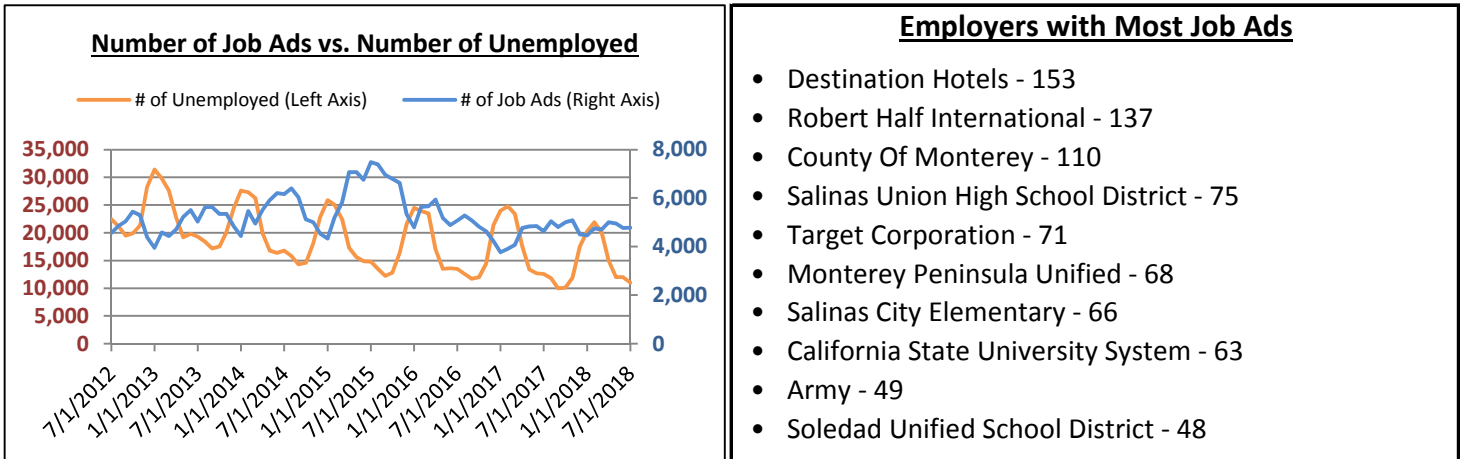 Number of Job Ads vs. Number of Unemployed
# of Unemployed (Left Axis)
# of Job Ads (Right Axis)
35,000
30,000
25,000
20,000
15,000
10,000
5,000
0
8,000
6,000
4,000
2,000
0
7/1/2012
1/1/2013
7/1/2013
1/1/2014
7/1/2014
1/1/2015
7/1/2015
1/1/2016
7/1/2016
1/1/2017
7/1/2017
1/1/2018
7/1/2018
Employers with Most Job Ads
• Destination Hotels - 153
• Robert Half International - 137
• County Of Monterey - 110
• Salinas Union High School District - 75
• Target Corporation - 71
• Monterey Peninsula Unified - 68
• Salinas City Elementary - 66
• California State University System - 63
• Army - 49
• Soledad Unified School District - 48